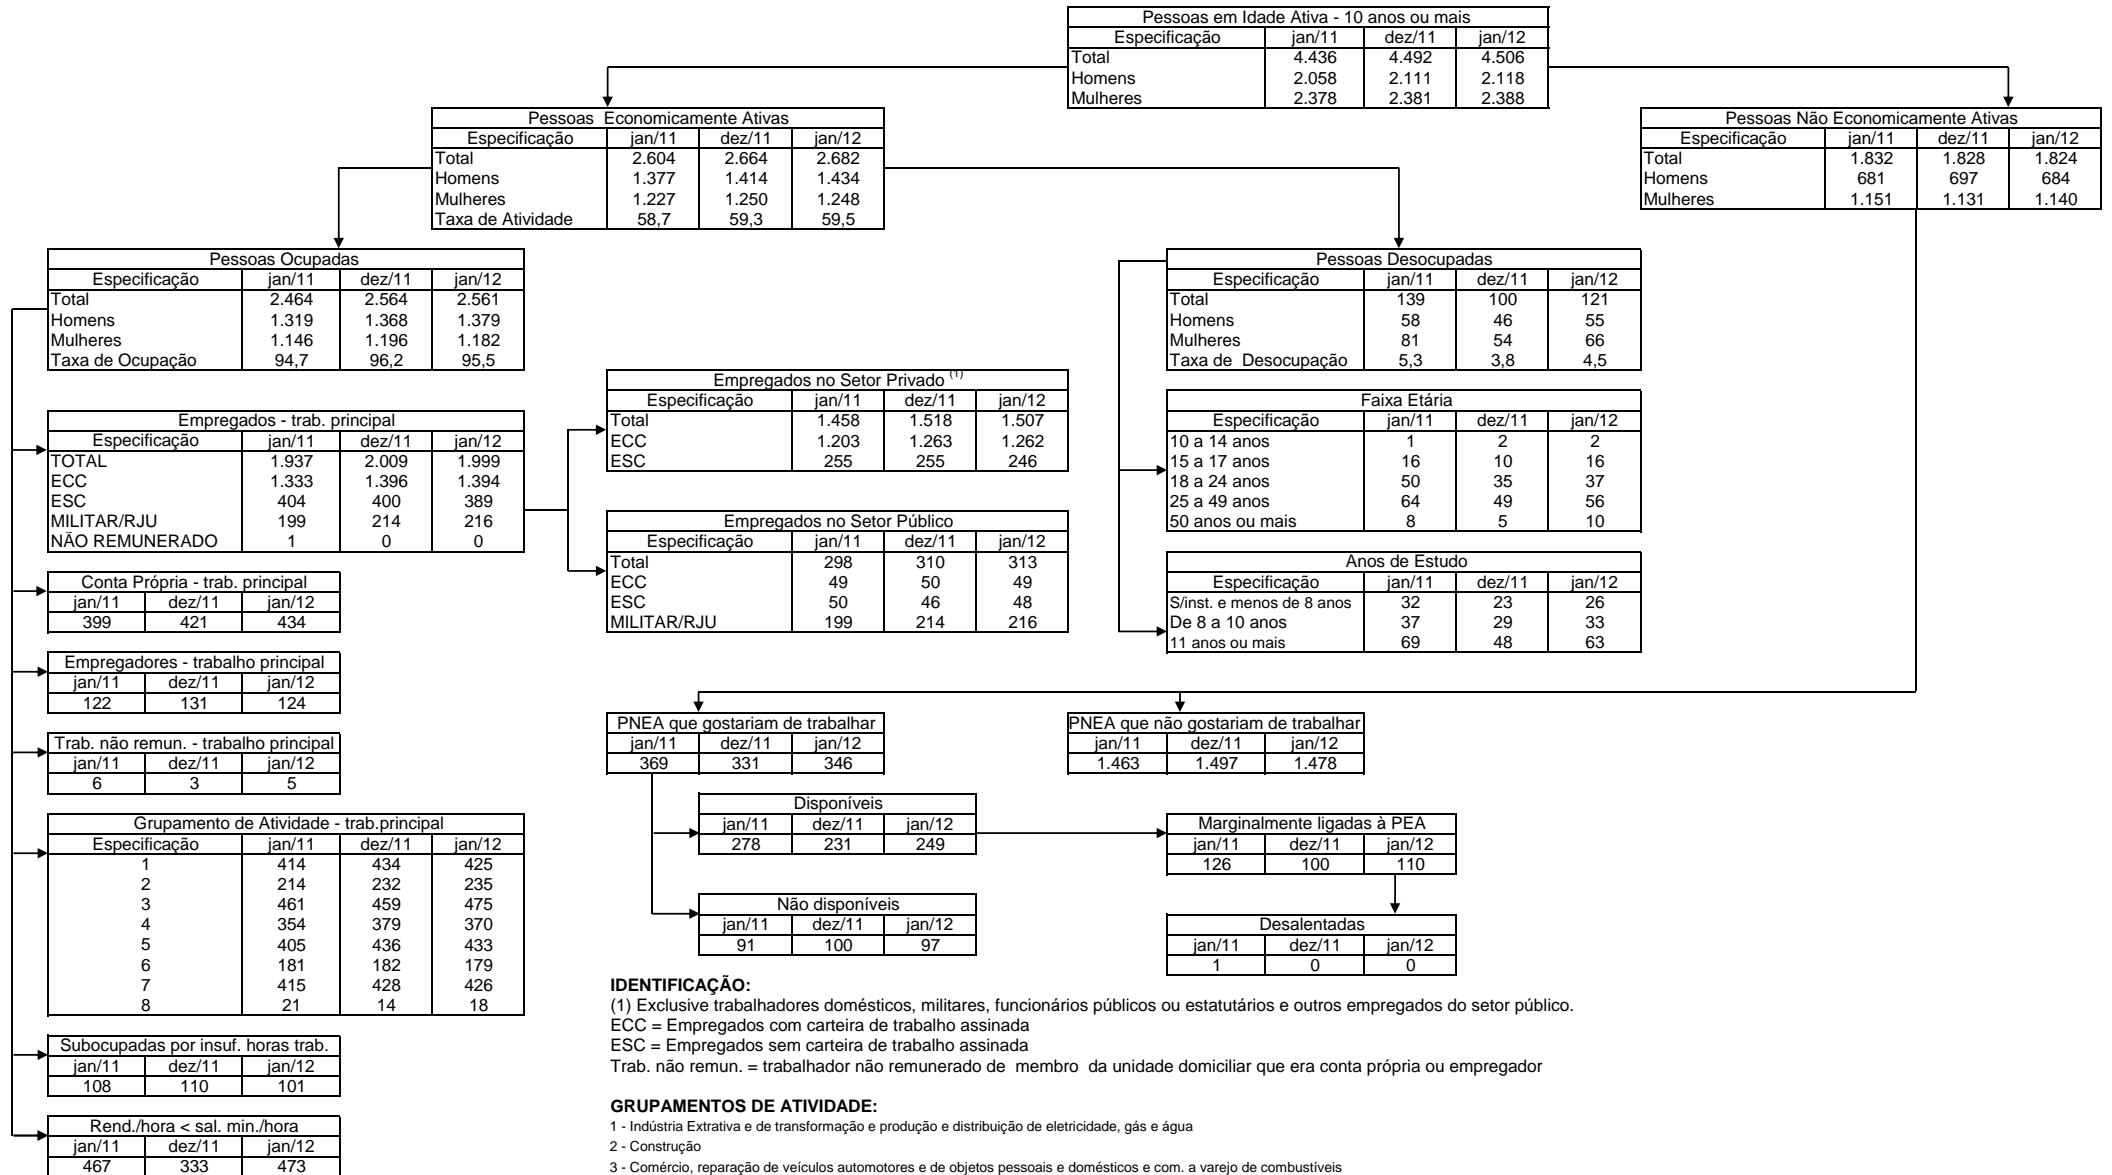 Pessoas em Idade Ativa - 10 anos ou mais
Especificação jan/11 dez/11 jan/12
Total 4.436 4.492 4.506
Homens 2.058 2.111 2.118
Mulheres 2.378 2.381 2.388
Pessoas Economicamente Ativas
Especificação jan/11 dez/11 jan/12
Total 2.604 2.664 2.682
Homens 1.377 1.414 1.434
Mulheres 1.227 1.250 1.248
Taxa de Atividade 58,7 59,3 59,5
Pessoas Não Economicamente Ativas
Especificação jan/11 dez/11 jan/12
Total 1.832 1.828 1.824
Homens 681 697 684
Mulheres 1.151 1.131 1.140
Pessoas Ocupadas
Especificação jan/11 dez/11 jan/12
Total 2.464 2.564 2.561
Homens 1.319 1.368 1.379
Mulheres 1.146 1.196 1.182
Taxa de Ocupação 94,7 96,2 95,5
Pessoas Desocupadas
Especificação jan/11 dez/11 jan/12
Total 139 100 121
Homens 58 46 55
Mulheres 81 54 66
Taxa de Desocupação 5,3 3,8 4,5
Empregados - trab. principal
Especificação jan/11 dez/11 jan/12
TOTAL 1.937 2.009 1.999
ECC 1.333 1.396 1.394
ESC 404 400 389
MILITAR/RJU 199 214 216
NÃO REMUNERADO 1 0 0
Empregados no Setor Privado (1)
Especificação jan/11 dez/11 jan/12
Total 1.458 1.518 1.507
ECC 1.203 1.263 1.262
ESC 255 255 246
Empregados no Setor Público
Especificação jan/11 dez/11 jan/12
Total 298 310 313
ECC 49 50 49
ESC 50 46 48
MILITAR/RJU 199 214 216
Faixa Etária
Especificação jan/11 dez/11 jan/12
10 a 14 anos 1 2 2
15 a 17 anos 16 10 16
18 a 24 anos 50 35 37
25 a 49 anos 64 49 56
50 anos ou mais 8 5 10
Anos de Estudo
Especificação jan/11 dez/11 jan/12
S/inst. e menos de 8 anos 32 23 26
De 8 a 10 anos 37 29 33
11 anos ou mais 69 48 63
Conta Própria - trab. principal
jan/11 dez/11 jan/12
399 421 434
Empregadores - trabalho principal
jan/11 dez/11 jan/12
122 131 124
Trab. não remun. - trabalho principal
jan/11 dez/11 jan/12
6 3 5
Grupamento de Atividade - trab.principal
Especificação jan/11 dez/11 jan/12
1 414 434 425
2 214 232 235
3 461 459 475
4 354 379 370
5 405 436 433
6 181 182 179
7 415 428 426
8 21 14 18
Subocupadas por insuf. horas trab.
jan/11 dez/11 jan/12
108 110 101
Rend./hora < sal. min./hora
jan/11 dez/11 jan/12
467 333 473
PNEA que gostariam de trabalhar
jan/11 dez/11 jan/12
369 331 346
PNEA que não gostariam de trabalhar
jan/11 dez/11 jan/12
1.463 1.497 1.478
Disponíveis
jan/11 dez/11 jan/12
278 231 249
Marginalmente ligadas à PEA
jan/11 dez/11 jan/12
126 100 110
Não disponíveis
jan/11 dez/11 jan/12
91 100 97
Desalentadas
jan/11 dez/11 jan/12
1 0 0
IDENTIFICAÇÃO:
(1) Exclusive trabalhadores domésticos, militares, funcionários públicos ou estatutários e outros empregados do setor público.
ECC = Empregados com carteira de trabalho assinada
ESC = Empregados sem carteira de trabalho assinada
Trab. não remun. = trabalhador não remunerado de membro da unidade domiciliar que era conta própria ou empregador
GRUPAMENTOS DE ATIVIDADE:
1 - Indústria Extrativa e de transformação e produção e distribuição de eletricidade, gás e água
2 - Construção
3 - Comércio, reparação de veículos automotores e de objetos pessoais e domésticos e com. a varejo de combustíveis